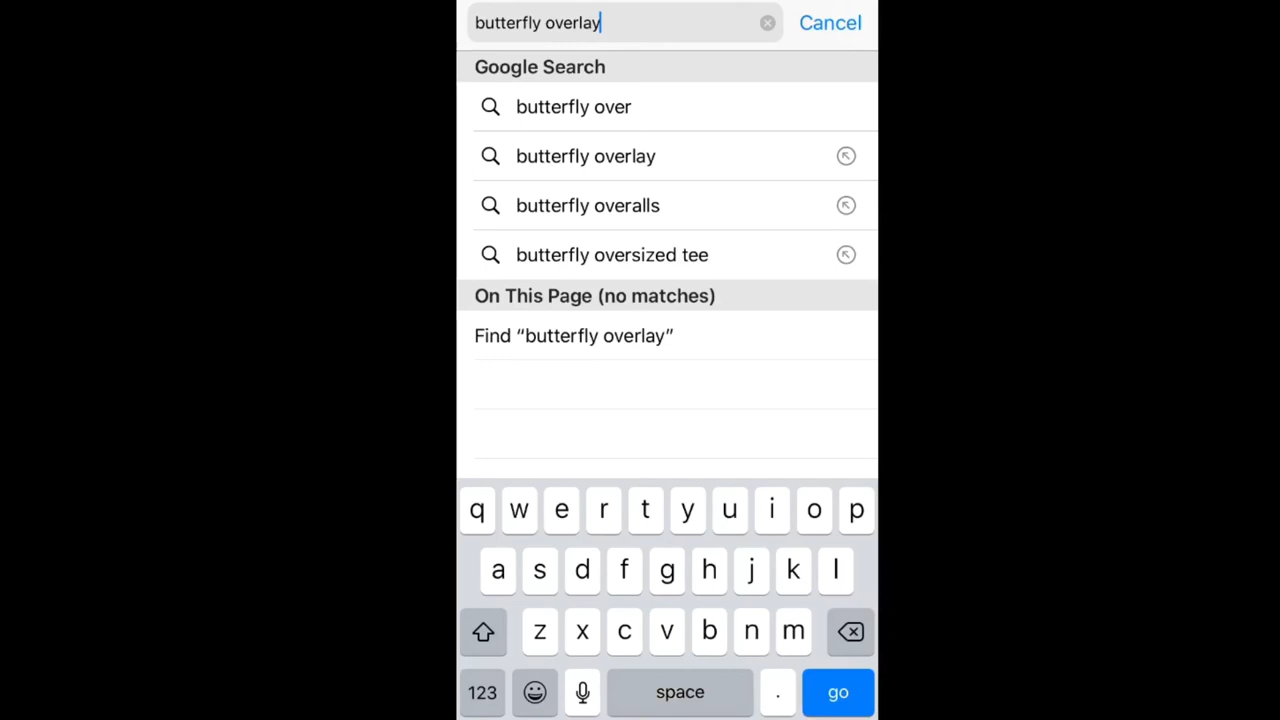 butterfly overlay Cancel
Google Search
butterfly over
butterfly overlay
butterfly overalls
butterfly oversized tee
On This Page (no matches)
Find “butterfly overlay”
q w e r t y u i o p
a s d f g h j k l
z x c v b n m
123 space . go